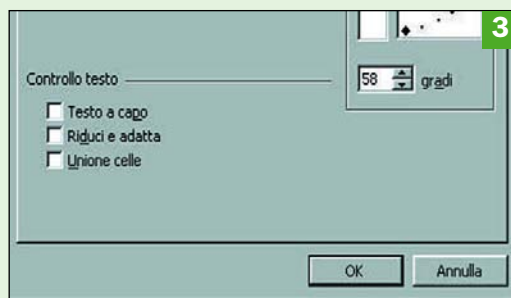 3
58 gradi
Controllo testo
Testo a capo
Riduci e adatta
Unione celle
OK Annulla